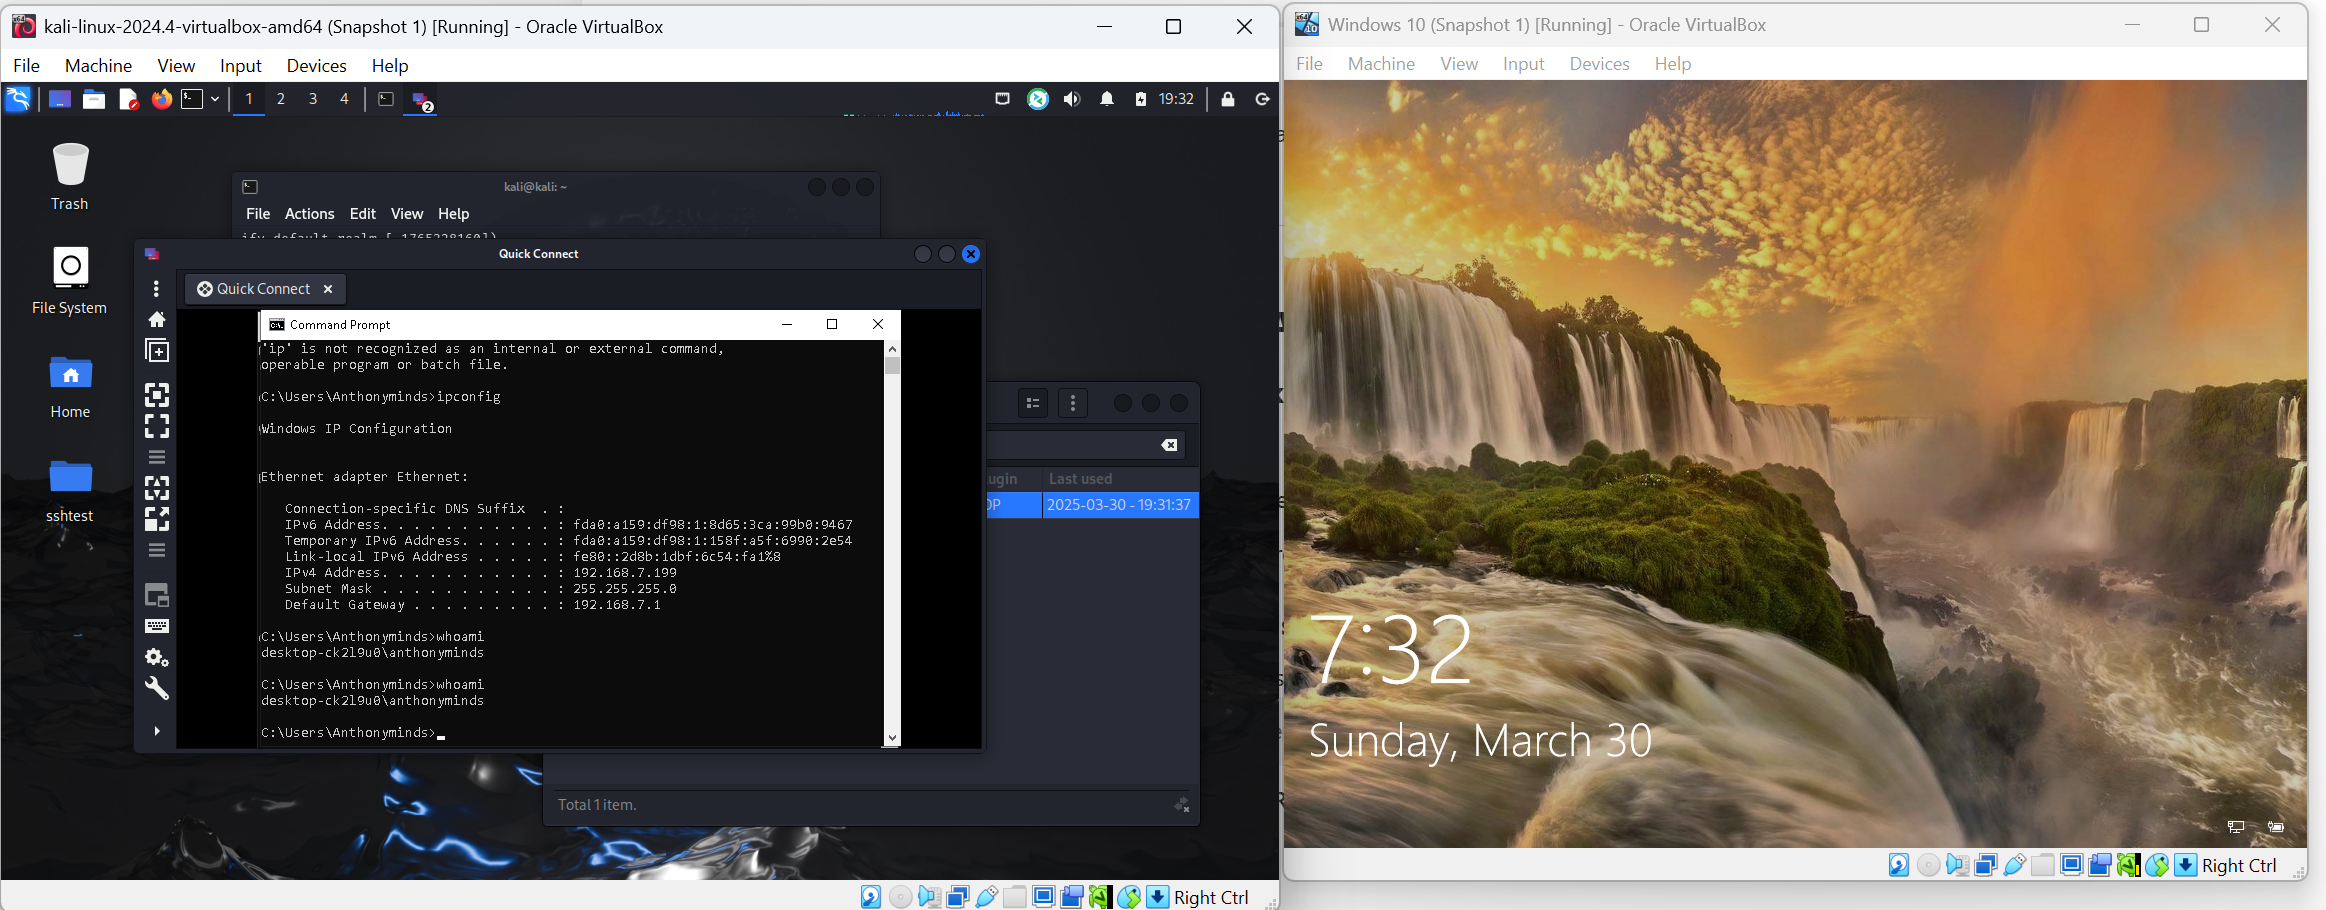 kali-linux-2024.4-virtualbox-amd64 (Snapshot 1) [Running] - Oracle VirtualBox
File Machine View Input Devices Help
1 2 3 4 2 19:32
Trash
File System
Home
sshtest
kali@kali: ~
File Actions Edit View Help
Quick Connect
Quick Connect
Command Prompt
'ip' is not recognized as an internal or external command,
operable program or batch file.
C:\Users\Anthonyminds>ipconfig
Windows IP Configuration
Ethernet adapter Ethernet:
Connection-specific DNS Suffix . :
IPv6 Address. . . . . . . . . . . : fda0:a159:df98:1:8d65:3ca:99b0:9467
Temporary IPv6 Address. . . . . . : fda0:a159:df98:1:158f:a5f:6990:2e54
Link-local IPv6 Address . . . . . : fe80::2d8b:1dbf:6c54:fa1%8
IPv4 Address. . . . . . . . . . . : 192.168.7.199
Subnet Mask . . . . . . . . . . . : 255.255.255.0
Default Gateway . . . . . . . . . : 192.168.7.1
C:\Users\Anthonyminds>whoami
desktop-ck2l9u0\anthonyminds
C:\Users\Anthonyminds>whoami
desktop-ck2l9u0\anthonyminds
C:\Users\Anthonyminds>
Last used
2025-03-30 - 19:31:37
Total 1 item.
Right Ctrl
Windows 10 (Snapshot 1) [Running] - Oracle VirtualBox
File Machine View Input Devices Help
7:32
Sunday, March 30
Right Ctrl